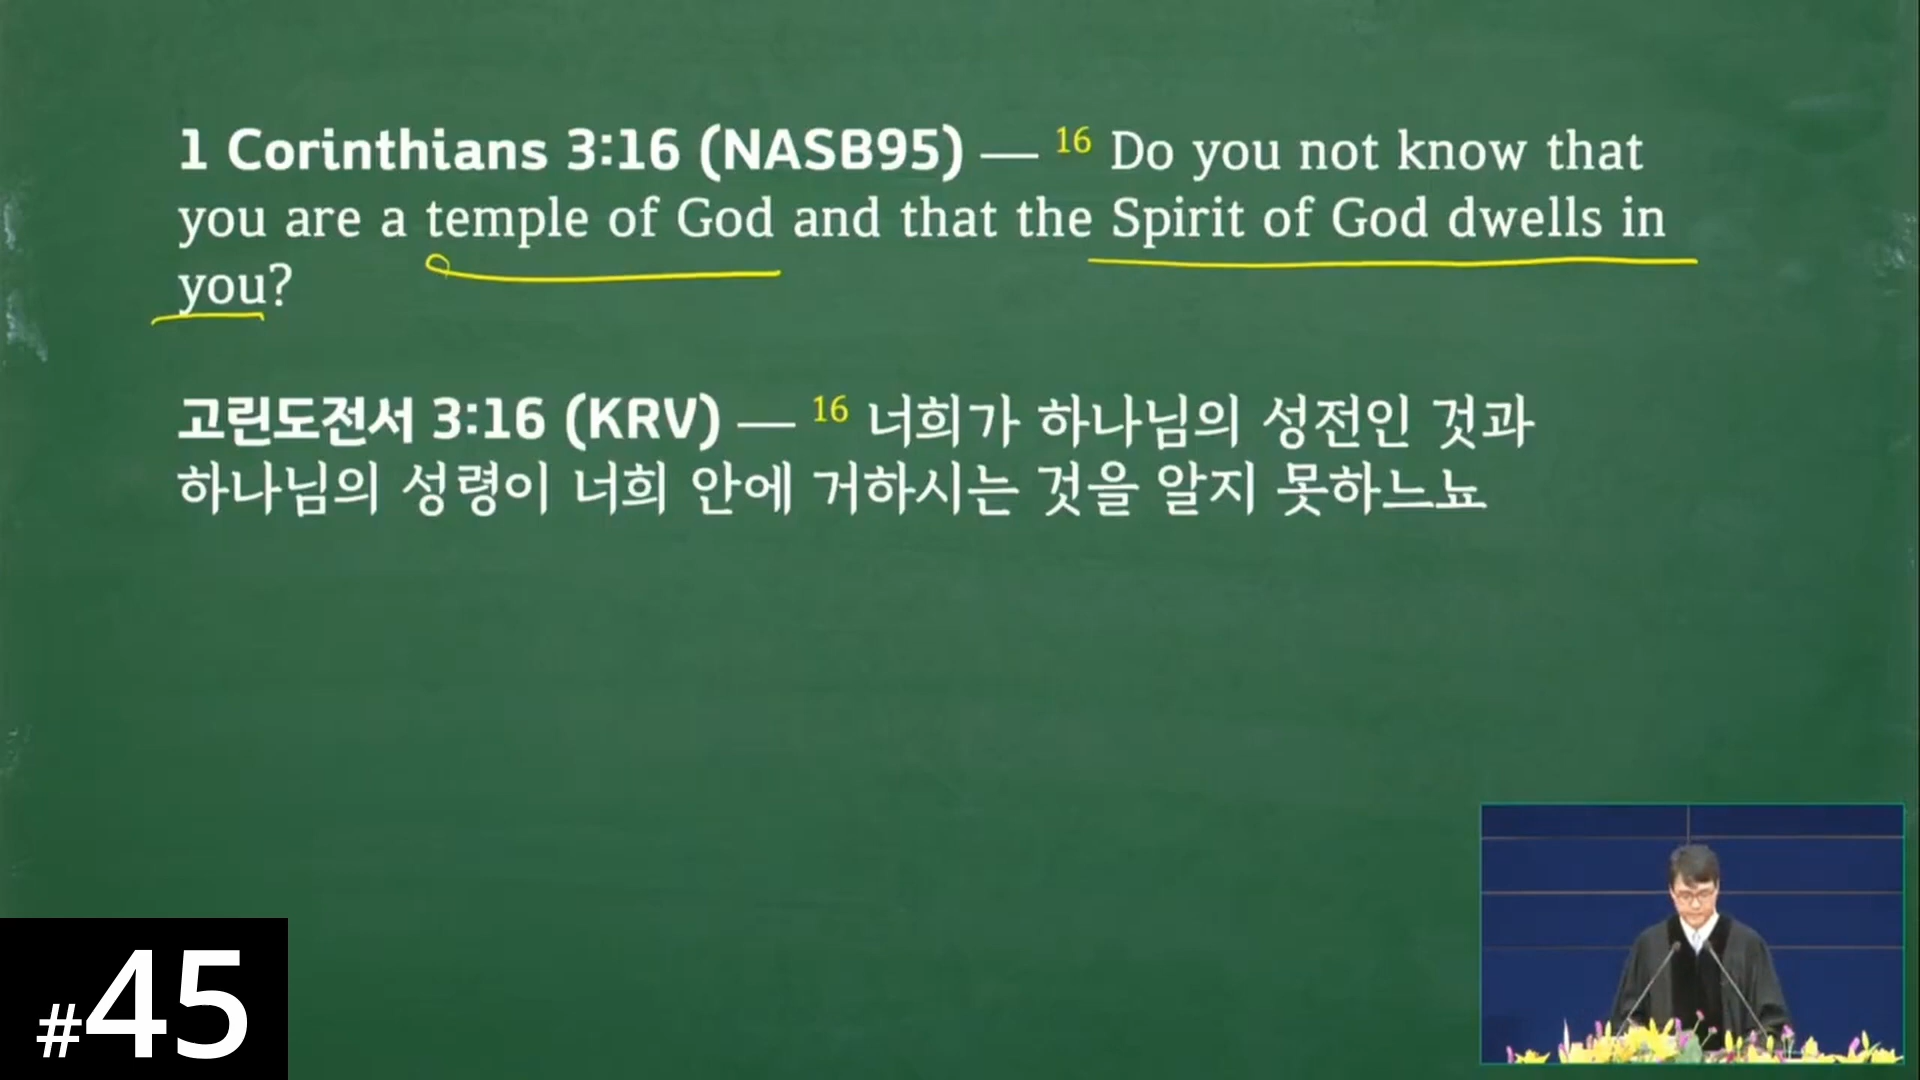 1 Corinthians 3:16 (NASB95) — 16 Do you not know that
you are a temple of God and that the Spirit of God dwells in
you?
고린도전서 3:16 (KRV) — 16 너희가 하나님의 성전인 것과
하나님의 성령이 너희 안에 거하시는 것을 알지 못하느뇨
#45